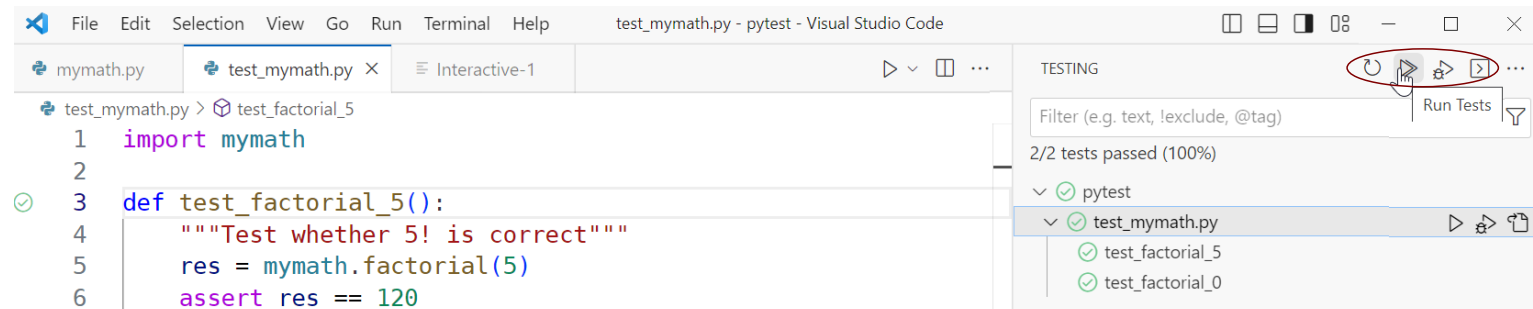 File Edit Selection View Go Run Terminal Help test_mymath.py - pytest - Visual Studio Code
mymath.py test_mymath.py Interactive-1
test_mymath.py > test_factorial_5
1 import mymath
2
3 def test_factorial_5():
4 """Test whether 5! is correct"""
5 res = mymath.factorial(5)
6 assert res == 120
TESTING
Run Tests
Filter (e.g. text, !exclude, @tag)
2/2 tests passed (100%)
pytest
test_mymath.py
test_factorial_5
test_factorial_0